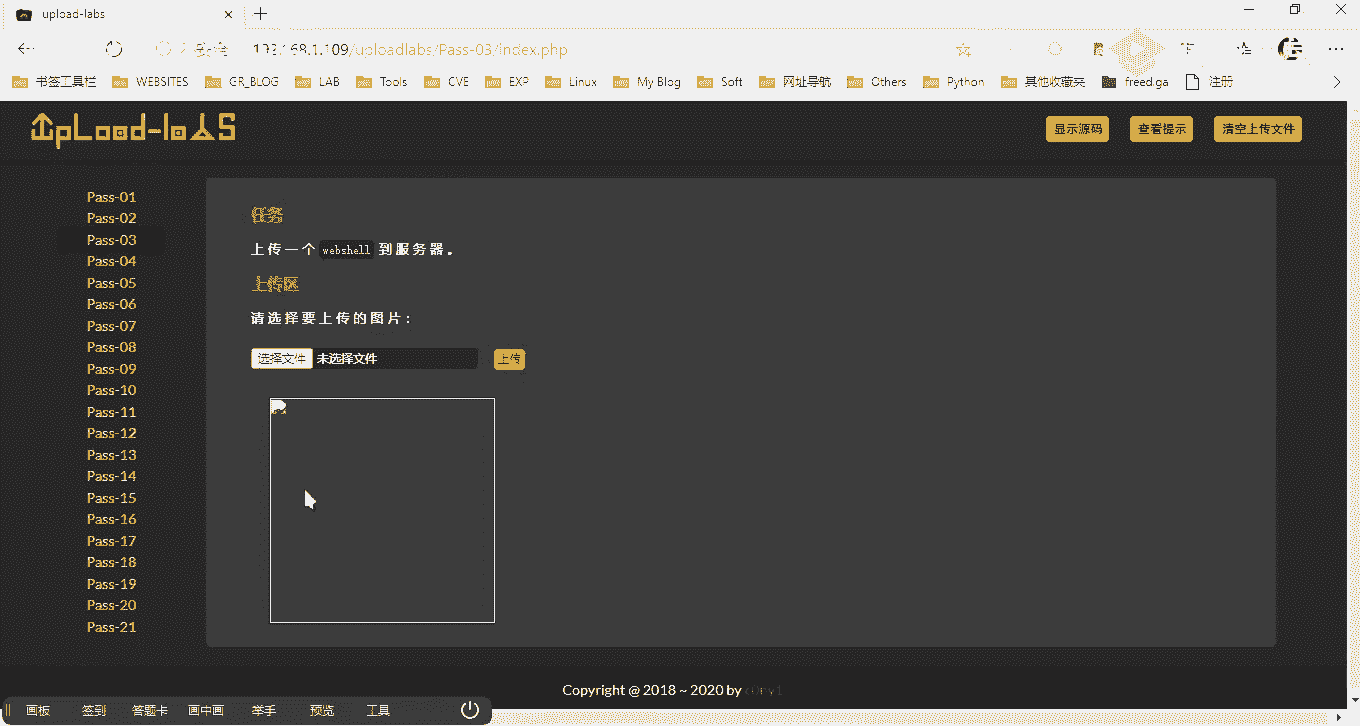 upload-labs
192.168.1.109/uploadlabs/Pass-03/index.php
书签工具栏 WEBSITES GR_BLOG LAB Tools CVE EXP Linux My Blog Soft 网址导航 Others Python 其他收藏夹 freed.ga 注册
UpLoad-labS
显示源码 查看提示 清空上传文件
Pass-01
Pass-02
Pass-03
Pass-04
Pass-05
Pass-06
Pass-07
Pass-08
Pass-09
Pass-10
Pass-11
Pass-12
Pass-13
Pass-14
Pass-15
Pass-16
Pass-17
Pass-18
Pass-19
Pass-20
Pass-21
任务
上传一个 webshell 到服务器。
上传区
请选择要上传的图片：
选择文件 未选择文件 上传
Copyright @ 2018 ~ 2020 by
画板 签到 答题卡 画中画 举手 预览 工具